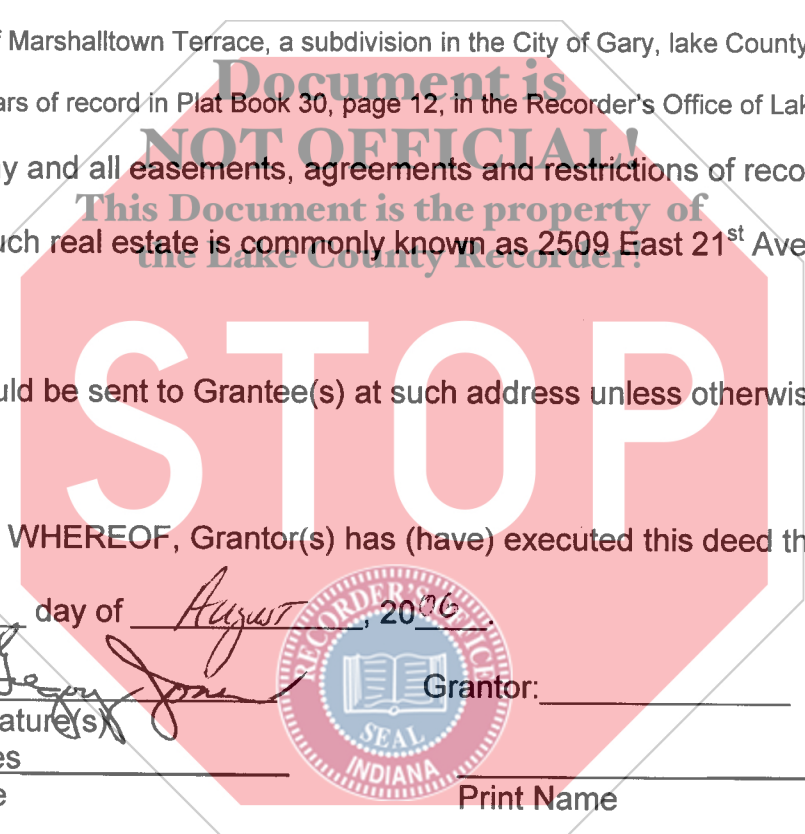 f Marshalltown Terrace, a subdivision in the City of Gary, lake County
Document is
ars of record in Plat Book 30, page 12, in the Recorder's Office of Lak
NOT OFFICIAL!
y and all easements, agreements and restrictions of reco
This Document is the property of
uch real estate is commonly known as 2509 East 21st Ave
the Lake County Recorder!
STOP
uld be sent to Grantee(s) at such address unless otherwis
WHEREOF, Grantor(s) has (have) executed this deed th
day of August, 2006.
RECORDER'S OFFICE
Jones
Grantor:
ature(s)
SEAL
es
INDIANA
e
Print Name